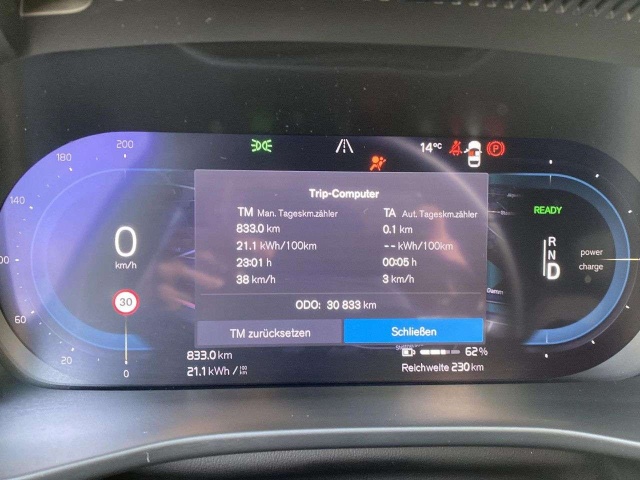 200
180
140
100
60
20
0
0
km/h
30
14°C
P
Trip-Computer
TM Man. Tageskm.zähler
833.0 km
21.1 kWh/100km
23:01 h
38 km/h
TA Aut. Tageskm.zähler
0.1 km
-- kWh/100km
00:05 h
3 km/h
ODO: 30 833 km
TM zurücksetzen
Schließen
READY
R
N
D
power
charge
833.0 km
21.1 kWh / 100 km
62 %
Reichweite 230 km